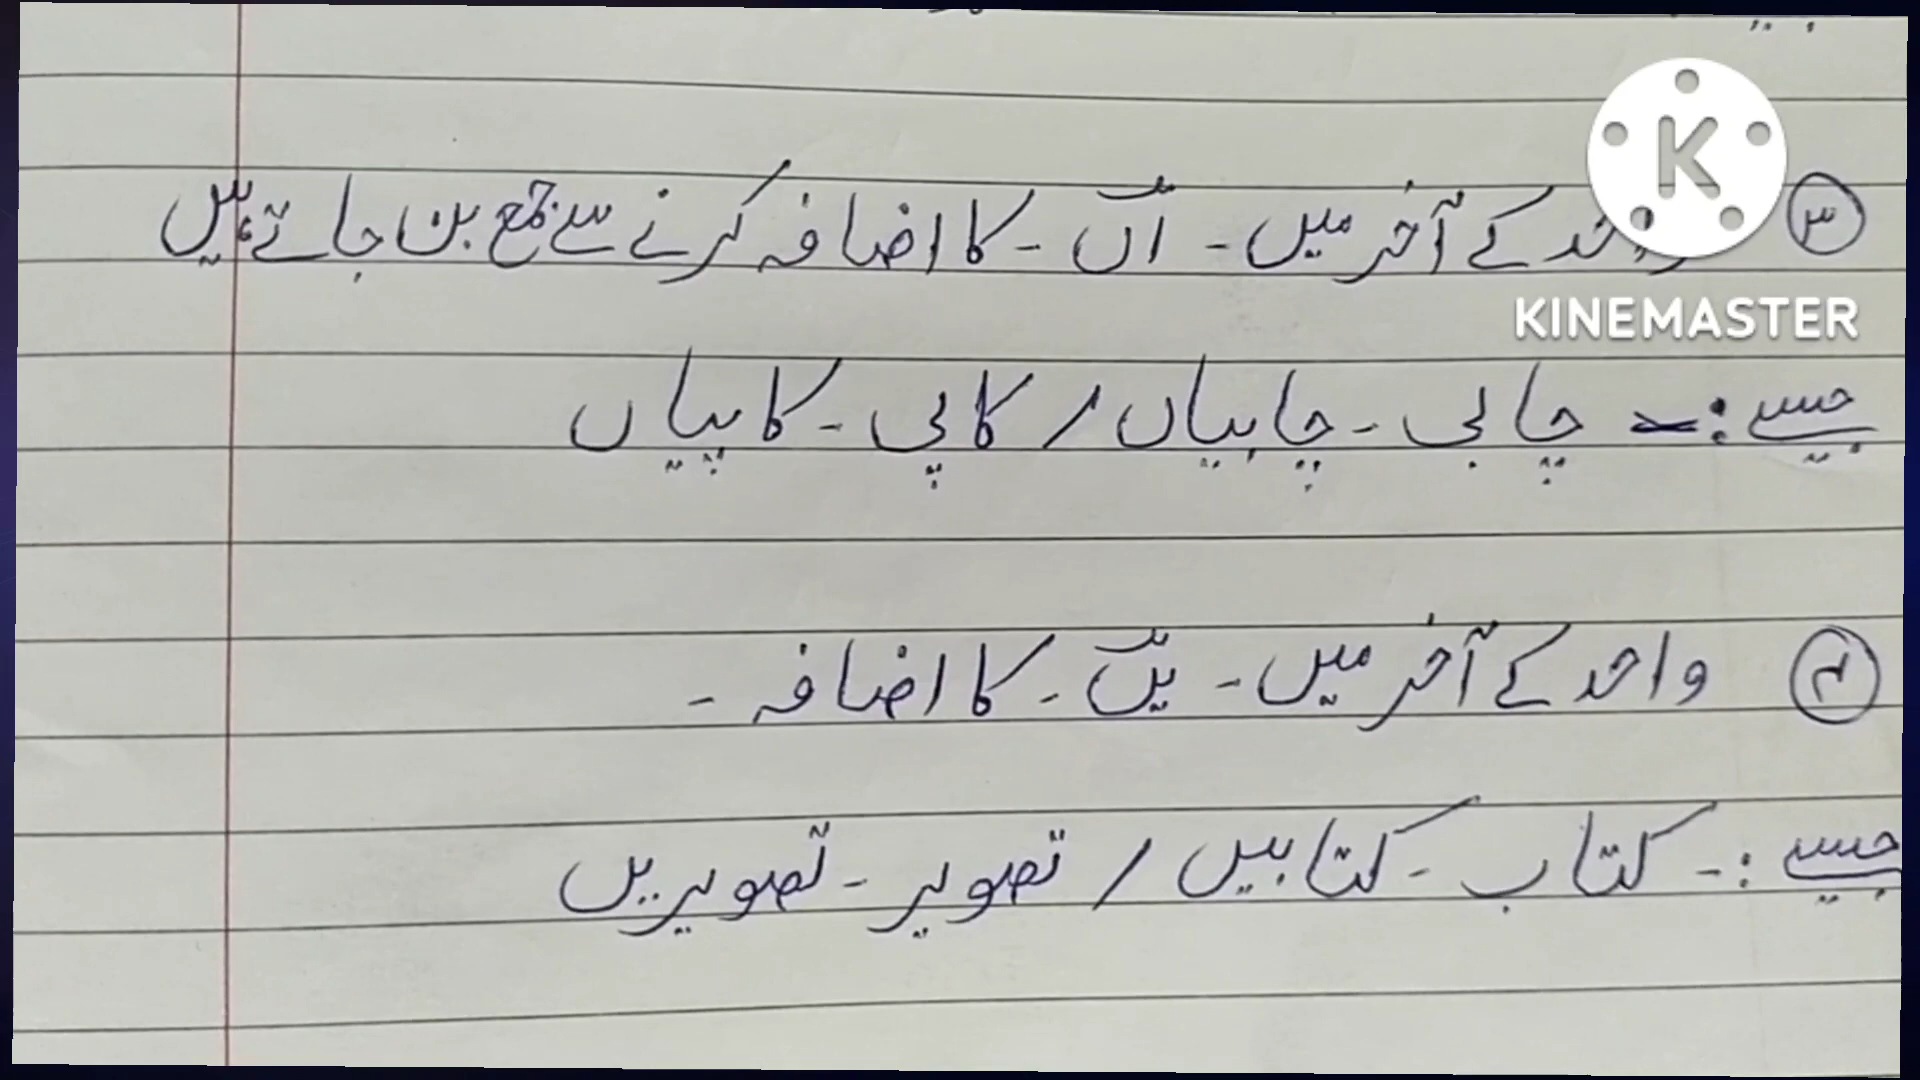 ۳ واحد کے آخر میں - اں - کا اضافہ کرنے سے جمع بن جاتے ہیں
KINEMASTER
جیسے :- چابی - چابیاں / کاپی - کاپیاں
۴ واحد کے آخر میں - یں - کا اضافہ -
جیسے :- کتاب - کتابیں / تصویر - تصویریں